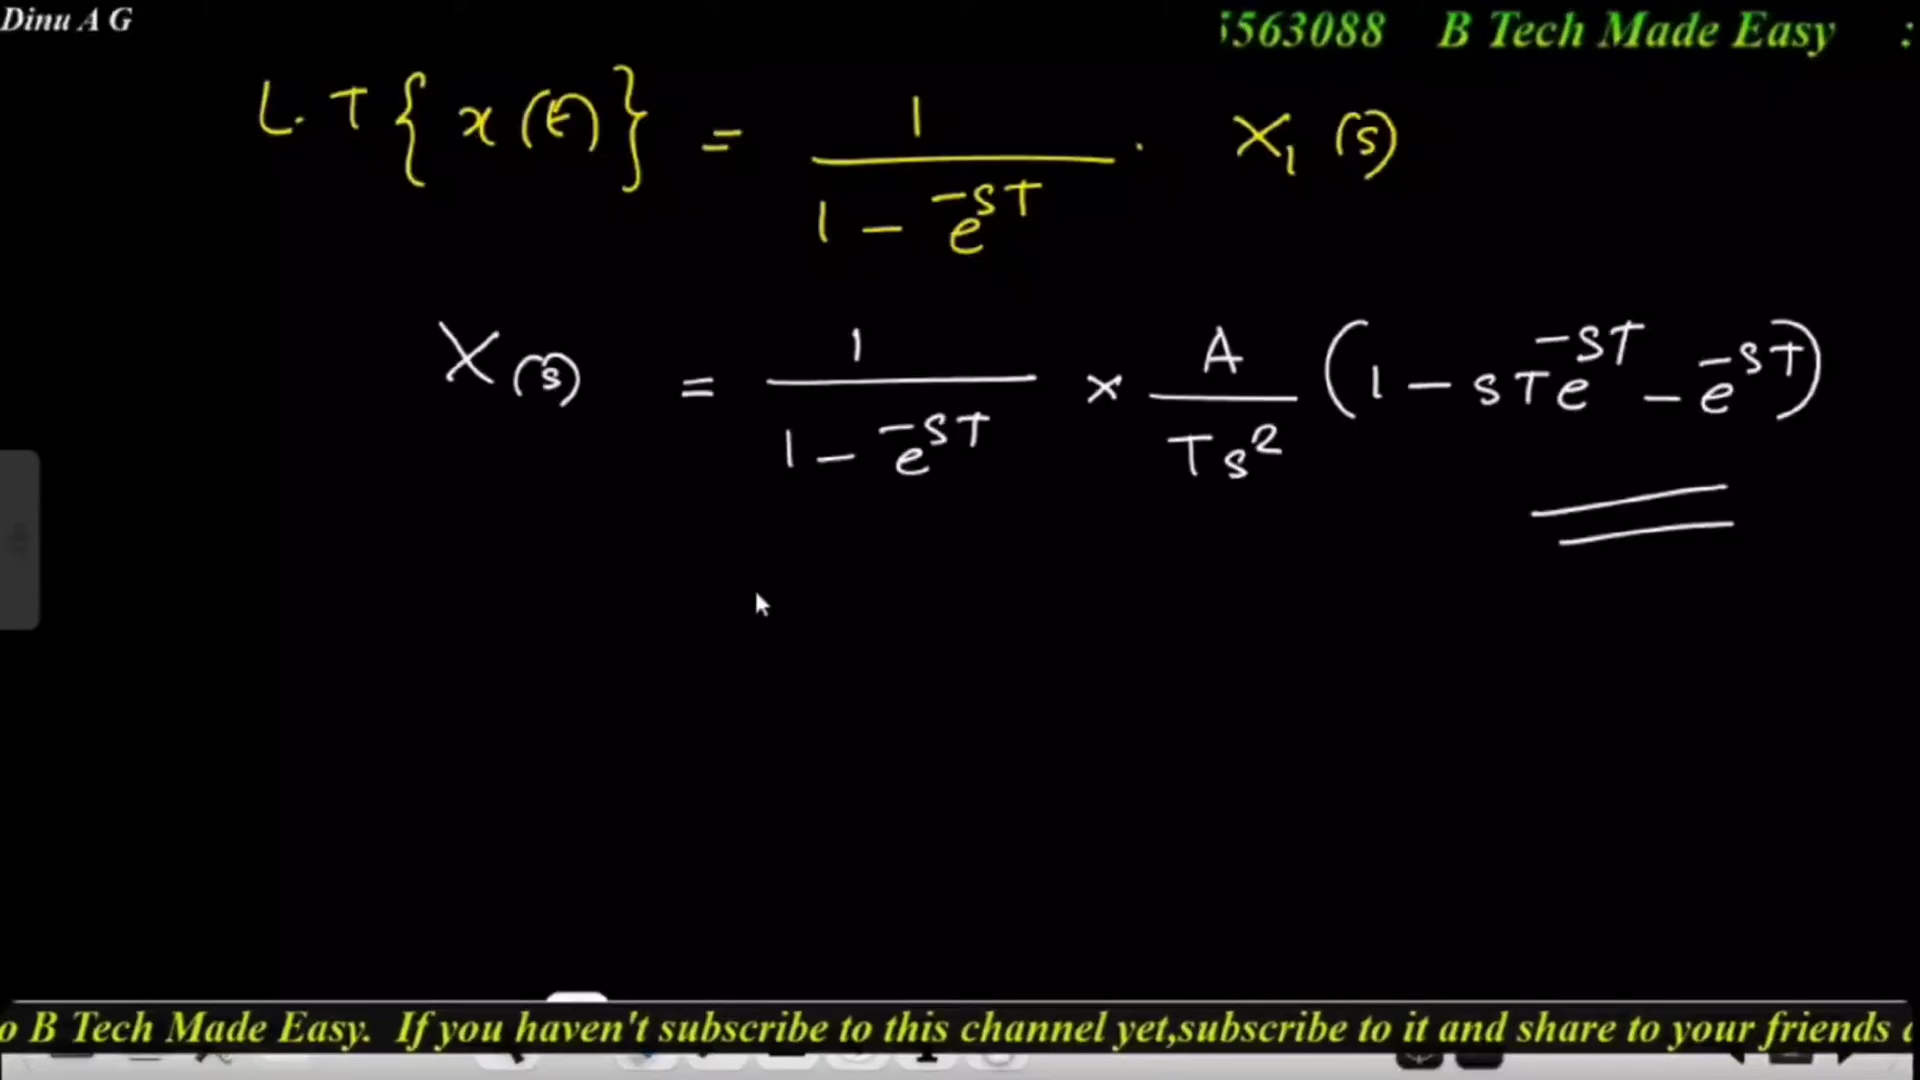 Dinu A G
563088 B Tech Made Easy :
L.T{x(t)} = 1/(1 - e^-sT) . X₁(s)
X(s) = 1/(1 - e^-sT) × A/(Ts²) (1 - sTe^-sT - e^-sT)
o B Tech Made Easy. If you haven't subscribe to this channel yet,subscribe to it and share to your friends